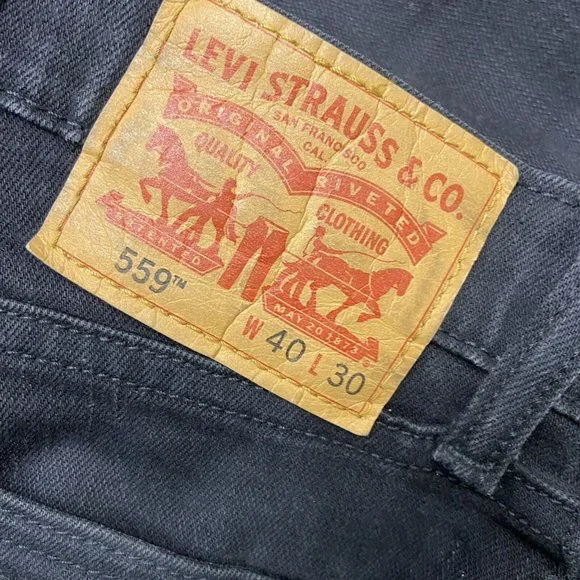 LEVI STRAUSS & CO.
SAN FRANCISCO
CAL.
ORIGINAL RIVETED
QUALITY CLOTHING
PATENTED
MAY 20 1873
559™
W 40 L 30